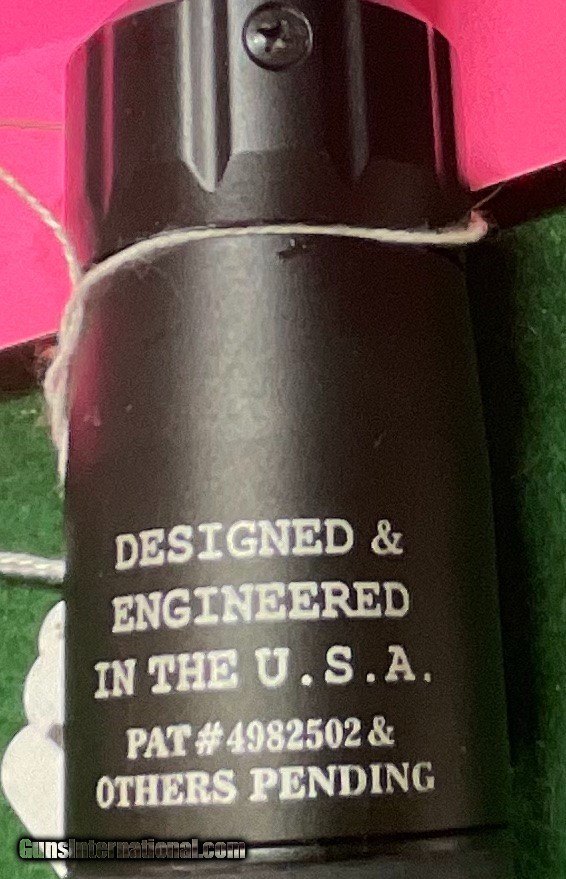 DESIGNED &
ENGINEERED
IN THE U.S.A.
PAT # 4982502 &
OTHERS PENDING
GunsInternational.com